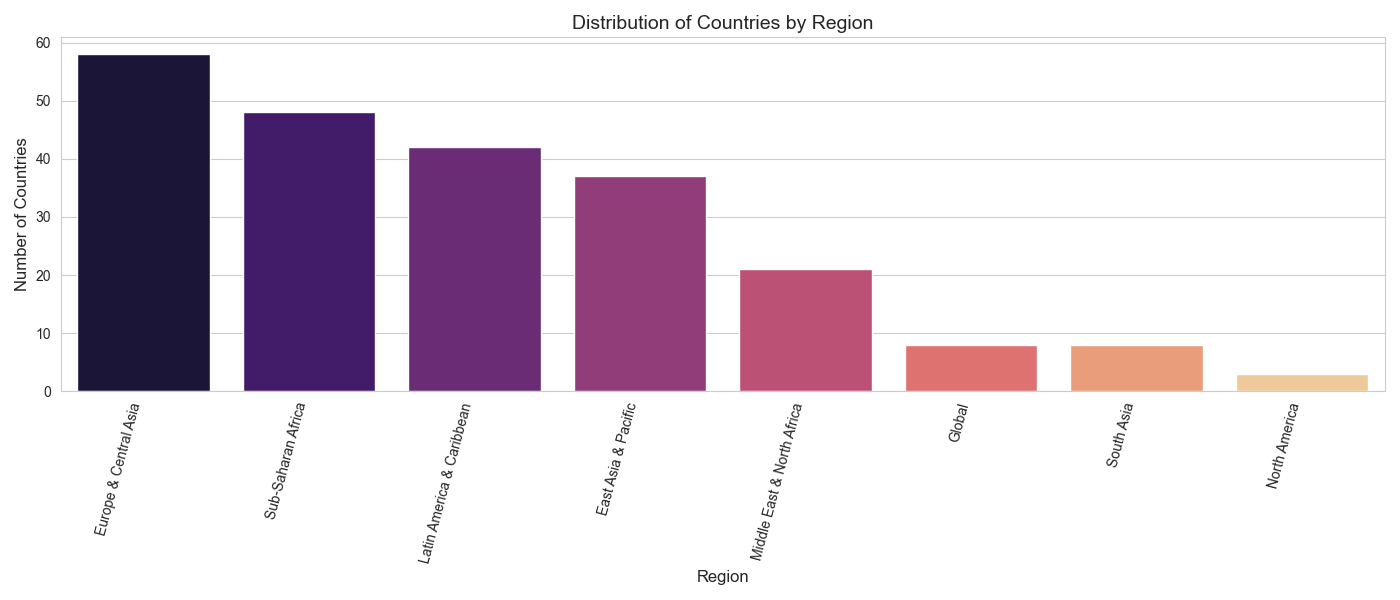 Distribution of Countries by Region
Number of Countries
60
50
40
30
20
10
0
Europe & Central Asia
Sub-Saharan Africa
Latin America & Caribbean
East Asia & Pacific
Middle East & North Africa
Global
South Asia
North America
Region